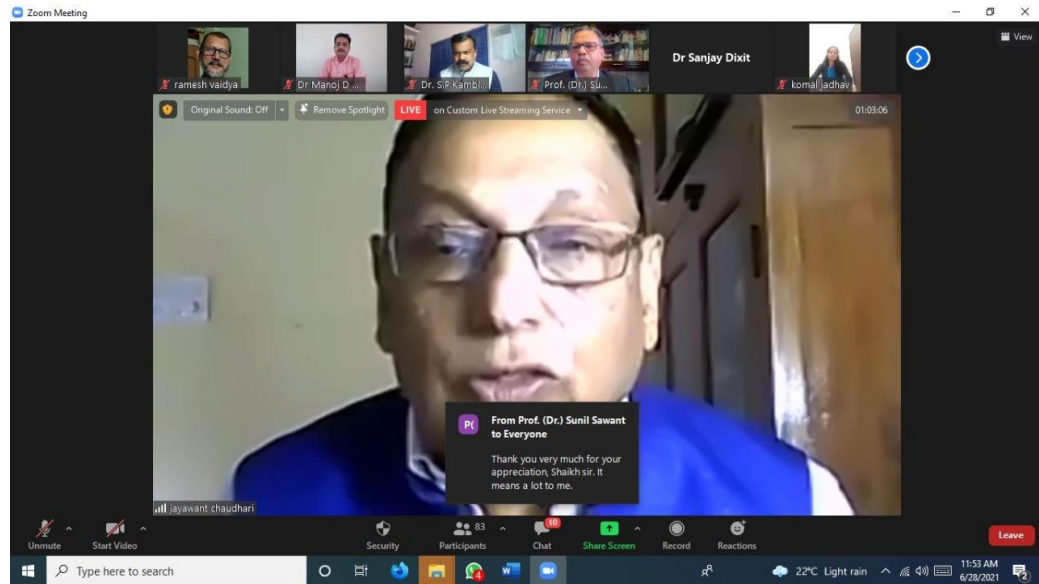 Zoom Meeting
View
ramesh vaidya
Dr Manoj D ...
Dr. S.P.Kambl...
Prof. (Dr.) Su...
Dr Sanjay Dixit
komal jadhav
Original Sound: Off
Remove Spotlight
LIVE on Custom Live Streaming Service
01:03:06
P(
From Prof. (Dr.) Sunil Sawant
to Everyone
Thank you very much for your
appreciation, Shaikh sir. It
means a lot to me.
jayawant chaudhari
Unmute
Start Video
Security
83
Participants
10
Chat
Share Screen
Record
Reactions
Leave
Type here to search
4
22°C Light rain
11:53 AM
6/28/2021
2